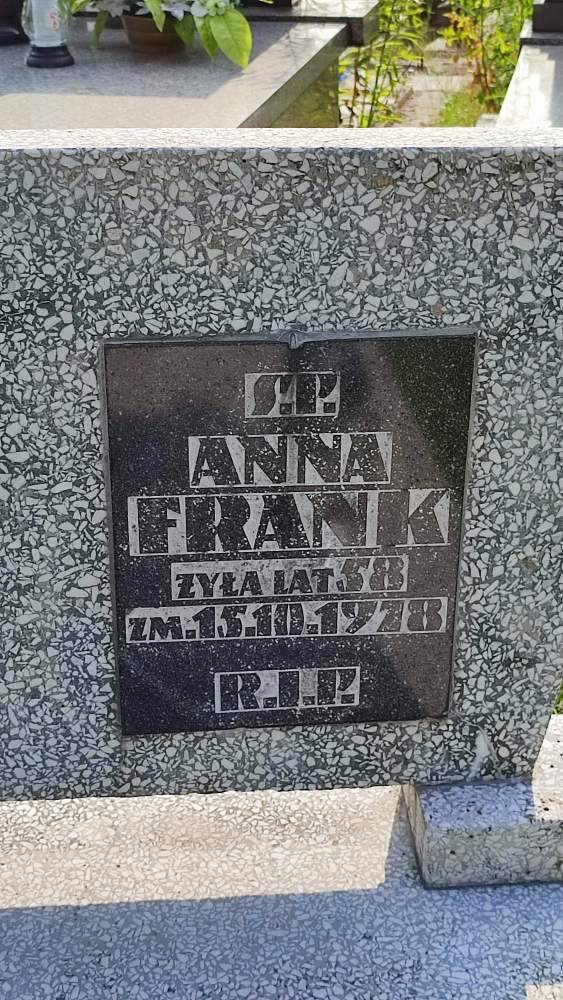 Ś.P.
ANNA
FRANK
ŻYŁA LAT 58
ZM.15.10.1978
R.I.P.